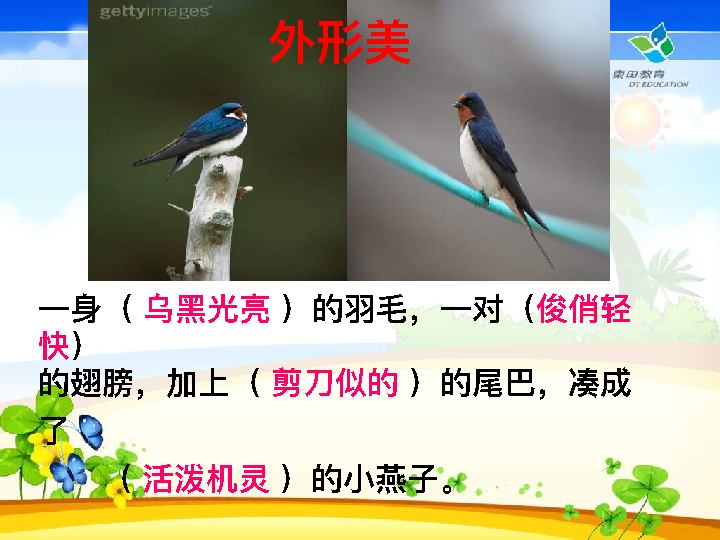 gettyimages
外形美
東田教育
DT EDUCATION
一身（ 乌黑光亮 ）的羽毛，一对（俊俏轻
快）
的翅膀，加上（ 剪刀似的 ）的尾巴，凑成
了
（ 活泼机灵 ）的小燕子。